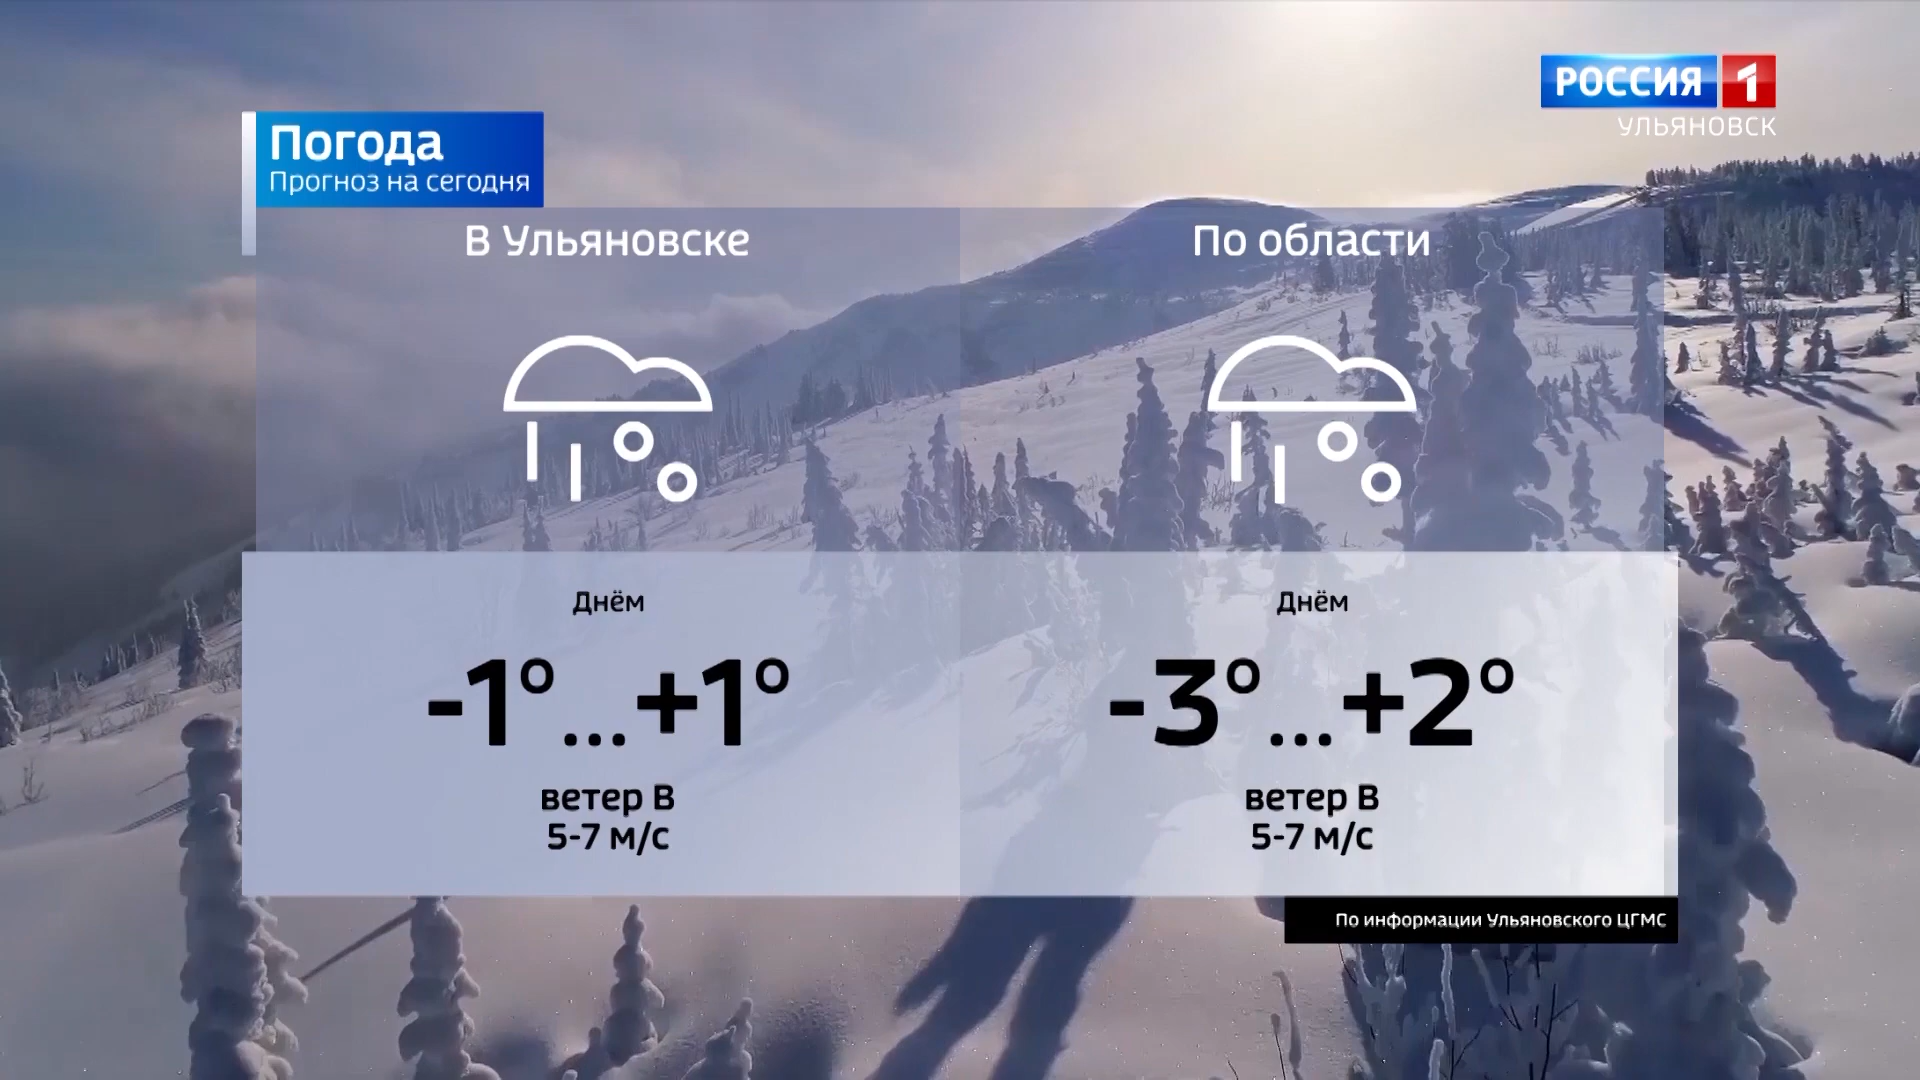 РОССИЯ 1
УЛЬЯНОВСК
Погода
Прогноз на сегодня
В Ульяновске
По области
Днём
-1° ... +1°
ветер В
5-7 м/с
Днём
-3° ... +2°
ветер В
5-7 м/с
По информации Ульяновского ЦГМС